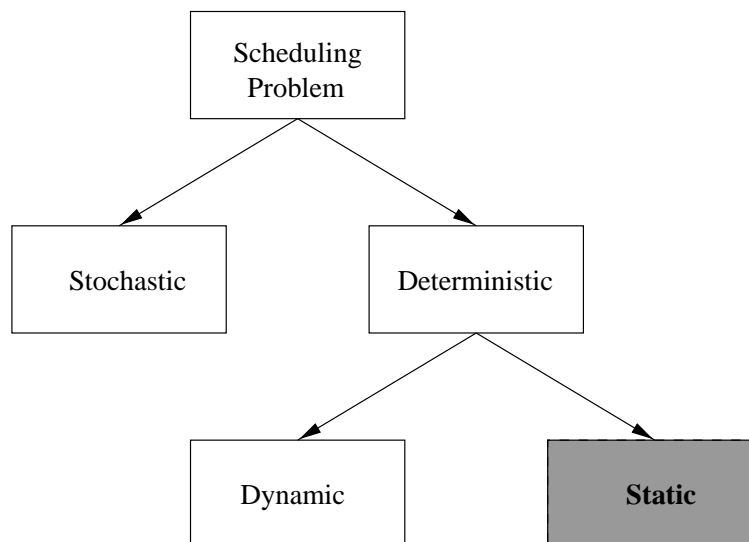 Scheduling
Problem
Stochastic
Deterministic
Dynamic
Static